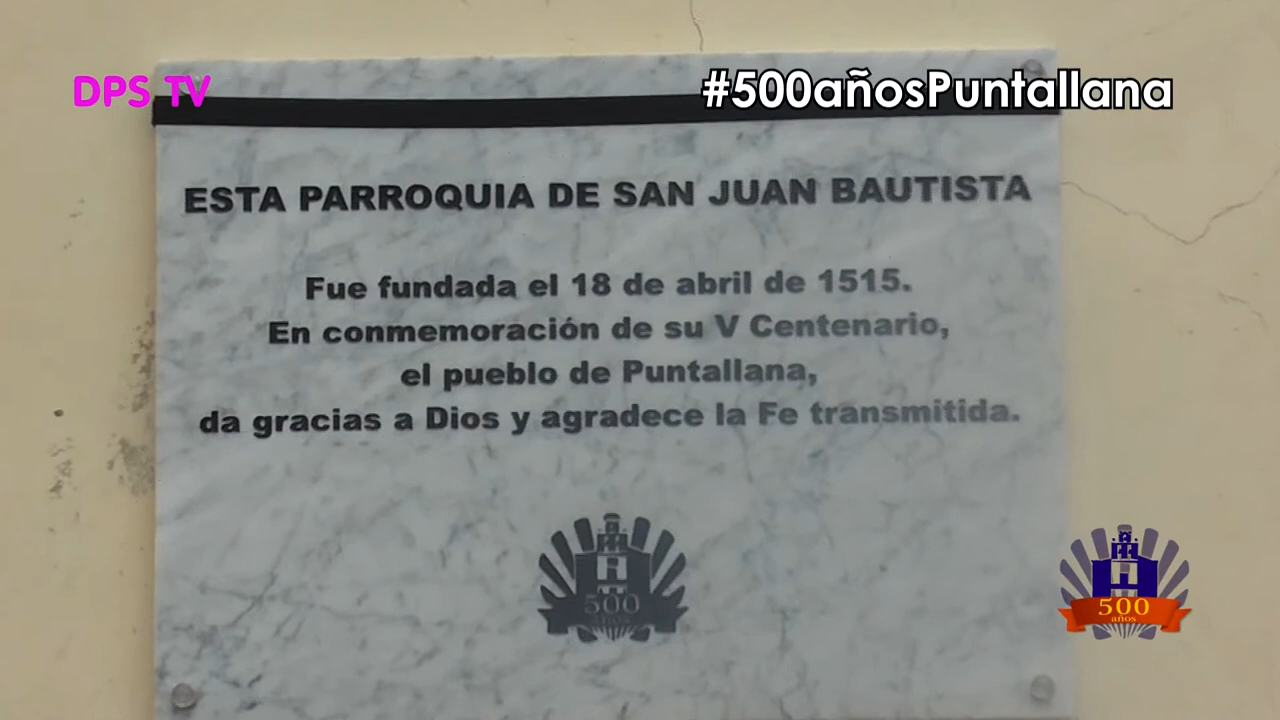 DPS TV
#500añosPuntallana
ESTA PARROQUIA DE SAN JUAN BAUTISTA
Fue fundada el 18 de abril de 1515.
En conmemoración de su V Centenario,
el pueblo de Puntallana,
da gracias a Dios y agradece la Fe transmitida.
500
años
500
años